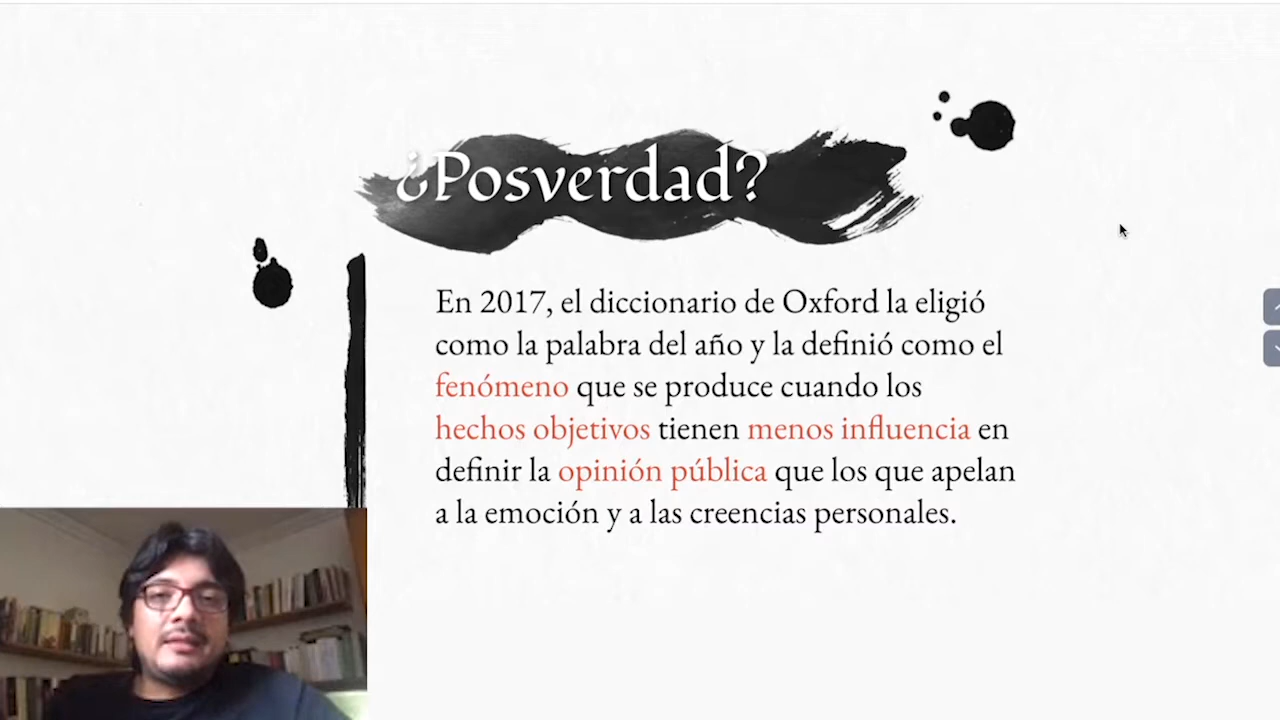 ¿Posverdad?
En 2017, el diccionario de Oxford la eligió
como la palabra del año y la definió como el
fenómeno que se produce cuando los
hechos objetivos tienen menos influencia en
definir la opinión pública que los que apelan
a la emoción y a las creencias personales.